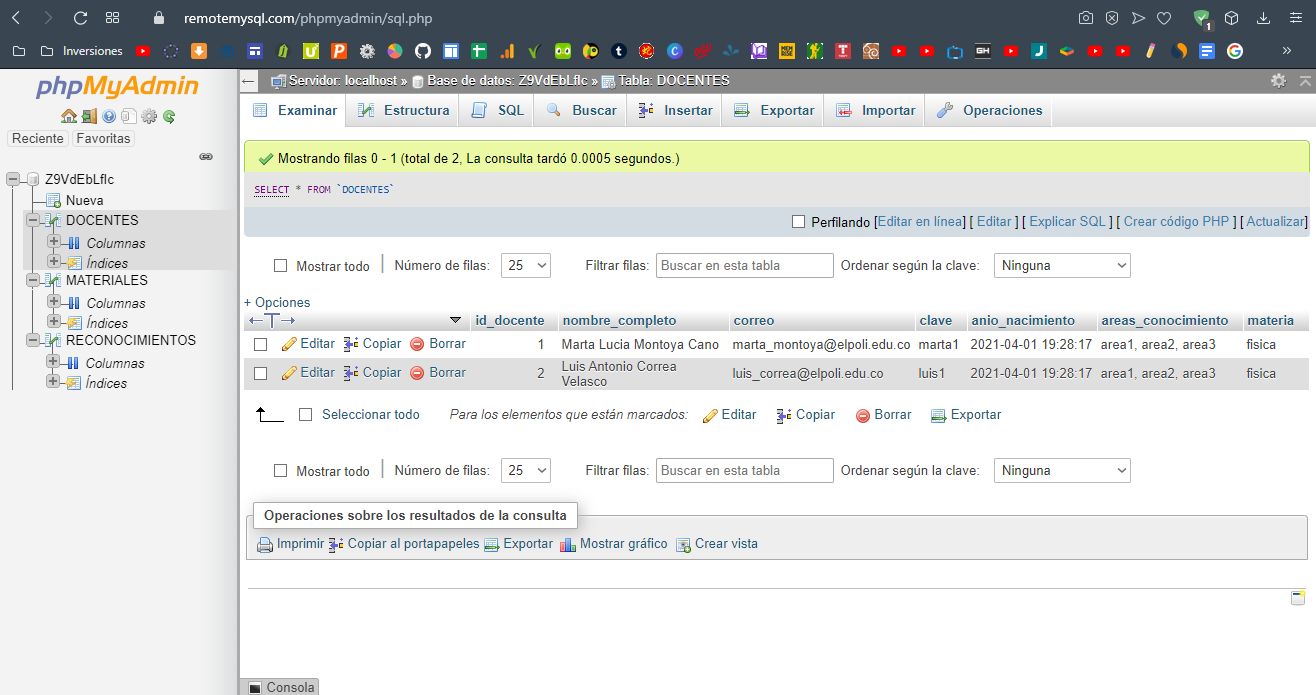 remotemysql.com/phpmyadmin/sql.php
1
Inversiones
phpMyAdmin
Reciente Favoritas
Z9VdEbLflc
Nueva
DOCENTES
Columnas
Índices
MATERIALES
Columnas
Índices
RECONOCIMIENTOS
Columnas
Índices
Servidor: localhost » Base de datos: Z9VdEbLflc » Tabla: DOCENTES
Examinar Estructura SQL Buscar Insertar Exportar Importar Operaciones
Mostrando filas 0 - 1 (total de 2, La consulta tardó 0.0005 segundos.)
SELECT * FROM `DOCENTES`
Perfilando [Editar en línea] [ Editar ] [ Explicar SQL ] [ Crear código PHP ] [ Actualizar]
Mostrar todo Número de filas: 25 Filtrar filas: Buscar en esta tabla Ordenar según la clave: Ninguna
+ Opciones
id_docente nombre_completo correo clave anio_nacimiento areas_conocimiento materia
Editar Copiar Borrar 1 Marta Lucia Montoya Cano marta_montoya@elpoli.edu.co marta1 2021-04-01 19:28:17 area1, area2, area3 fisica
Editar Copiar Borrar 2 Luis Antonio Correa Velasco luis_correa@elpoli.edu.co luis1 2021-04-01 19:28:17 area1, area2, area3 fisica
Seleccionar todo Para los elementos que están marcados: Editar Copiar Borrar Exportar
Mostrar todo Número de filas: 25 Filtrar filas: Buscar en esta tabla Ordenar según la clave: Ninguna
Operaciones sobre los resultados de la consulta
Imprimir Copiar al portapapeles Exportar Mostrar gráfico Crear vista
Consola